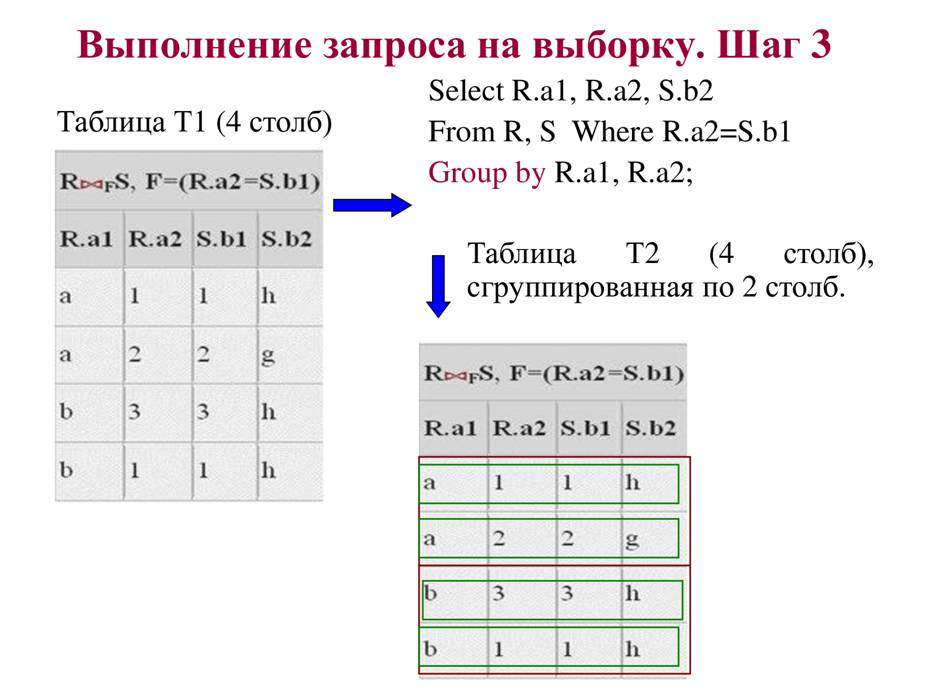 Выполнение запроса на выборку. Шаг 3
Таблица T1 (4 столб)
R⋈FS, F=(R.a2=S.b1)
R.a1 R.a2 S.b1 S.b2
a 1 1 h
a 2 2 g
b 3 3 h
b 1 1 h
Select R.a1, R.a2, S.b2
From R, S Where R.a2=S.b1
Group by R.a1, R.a2;
Таблица T2 (4 столб),
сгруппированная по 2 столб.
R⋈FS, F=(R.a2=S.b1)
R.a1 R.a2 S.b1 S.b2
a 1 1 h
a 2 2 g
b 3 3 h
b 1 1 h